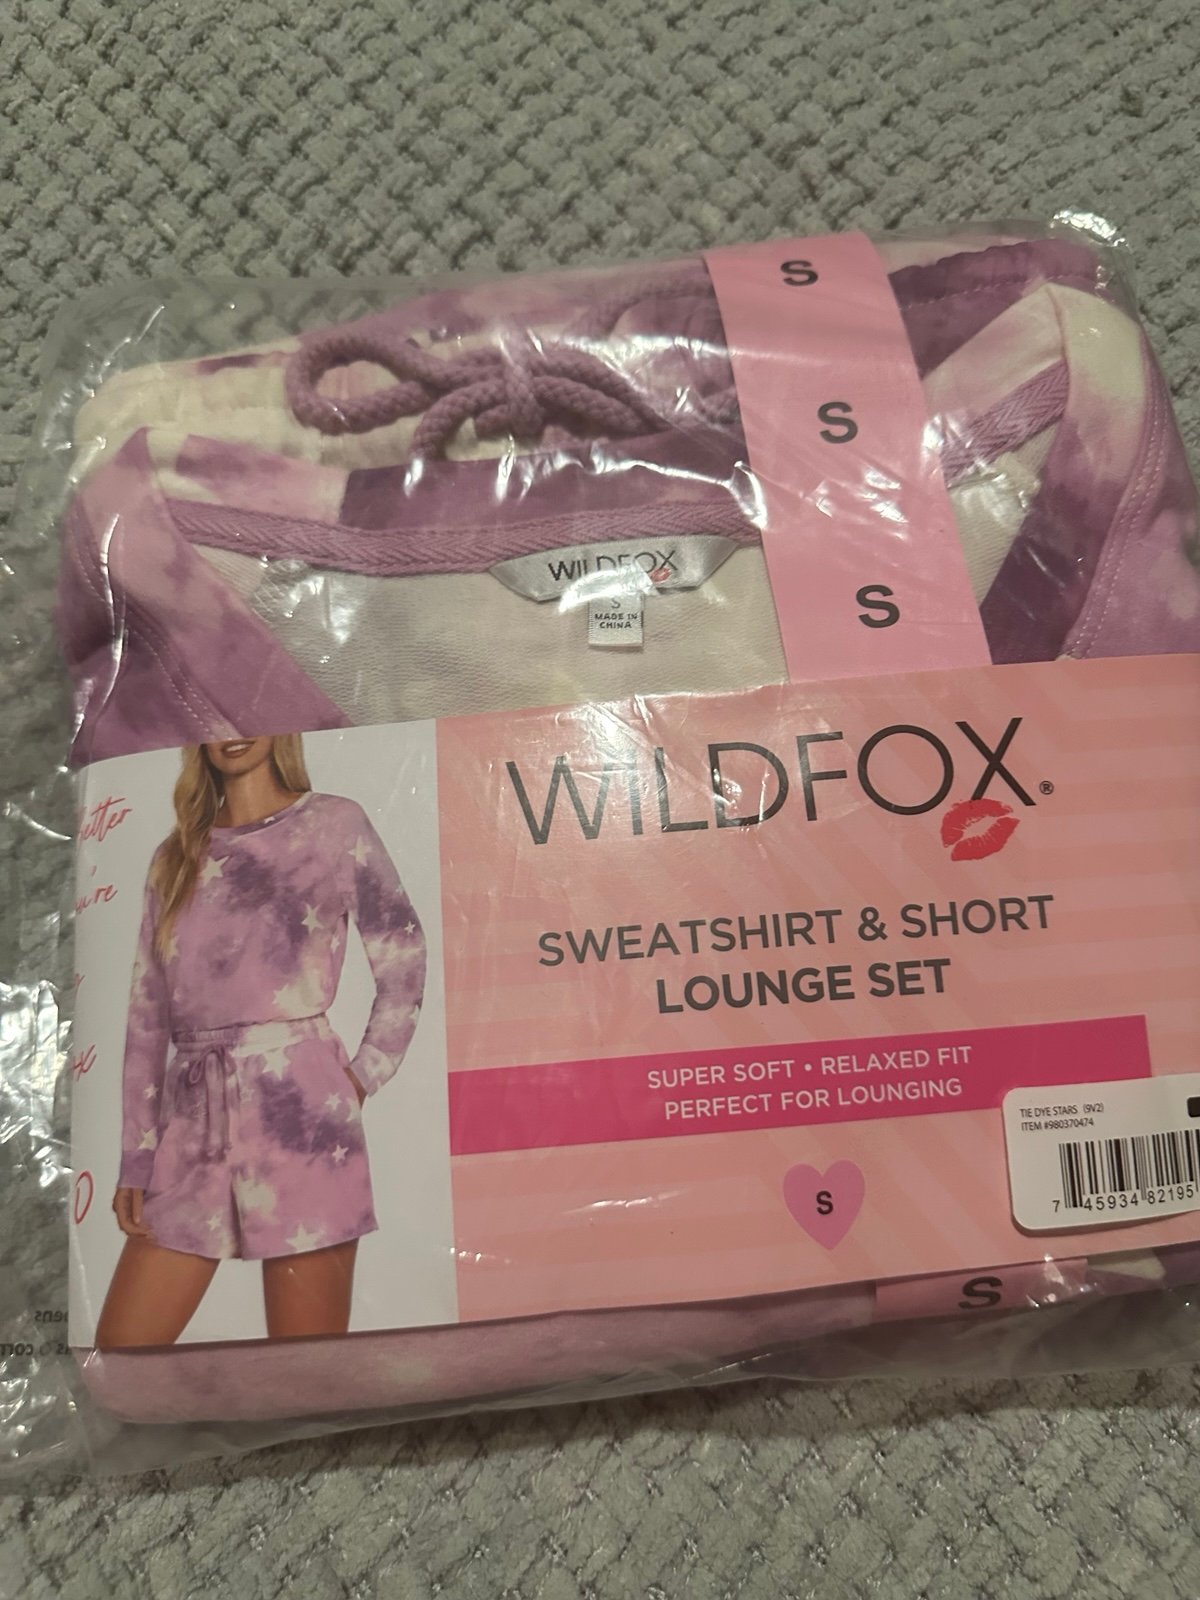 S
S
S
WILDFOX
S
MADE IN
CHINA
WILDFOX®
SWEATSHIRT & SHORT
LOUNGE SET
SUPER SOFT • RELAXED FIT
PERFECT FOR LOUNGING
TIE DYE STARS (9V2)
ITEM #980370474
7 45934 82195
S
S